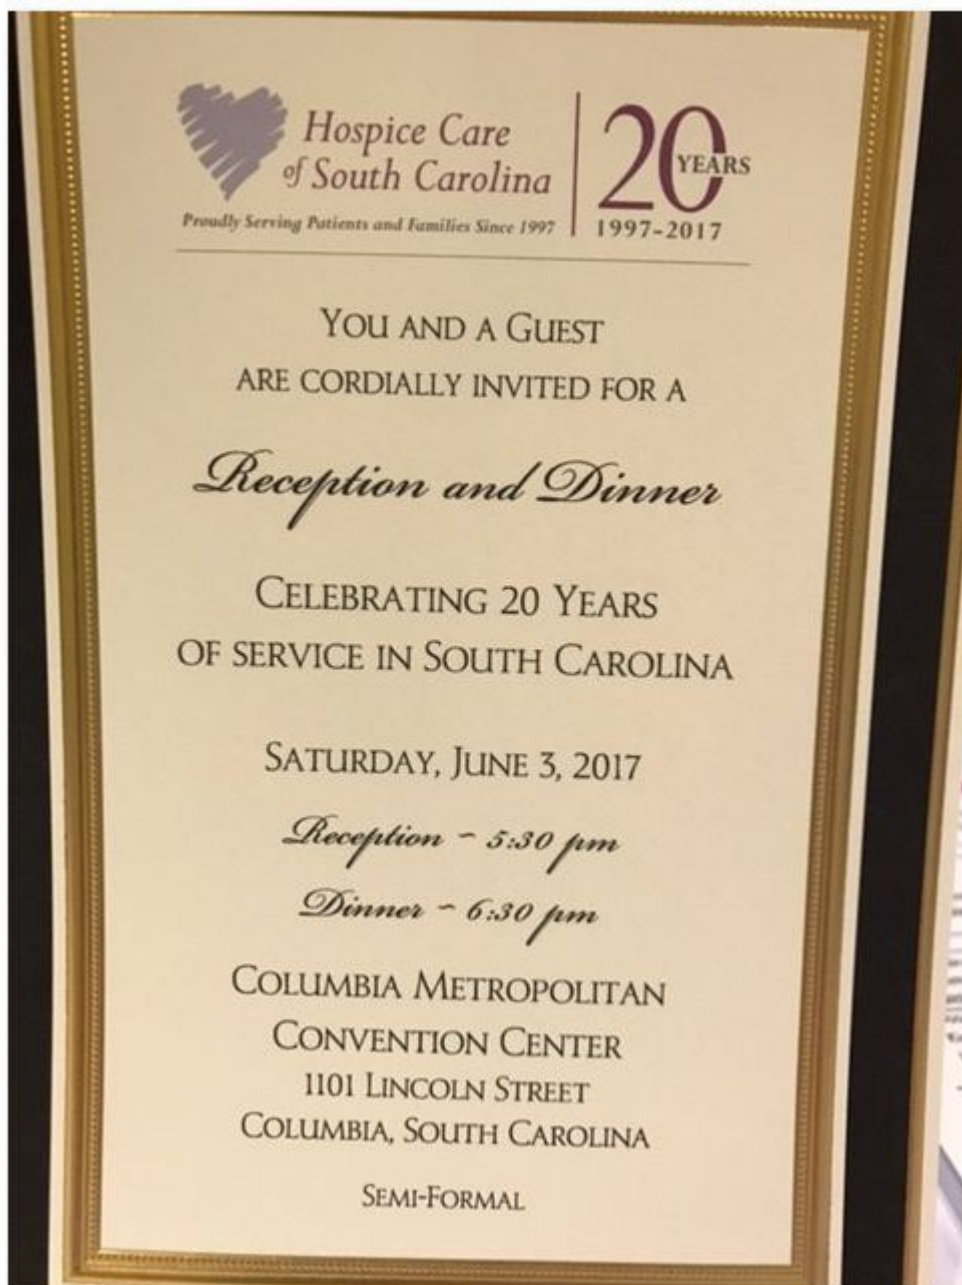 Hospice Care
of South Carolina
Proudly Serving Patients and Families Since 1997
20
YEARS
1997-2017
YOU AND A GUEST
ARE CORDIALLY INVITED FOR A
Reception and Dinner
CELEBRATING 20 YEARS
OF SERVICE IN SOUTH CAROLINA
SATURDAY, JUNE 3, 2017
Reception ~ 5:30 pm
Dinner ~ 6:30 pm
COLUMBIA METROPOLITAN
CONVENTION CENTER
1101 LINCOLN STREET
COLUMBIA, SOUTH CAROLINA
SEMI-FORMAL